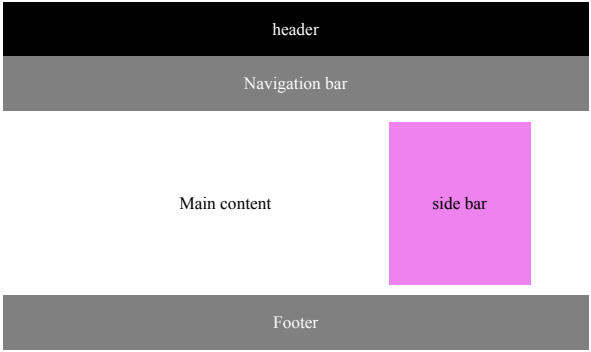 header
Navigation bar
Main content
side bar
Footer